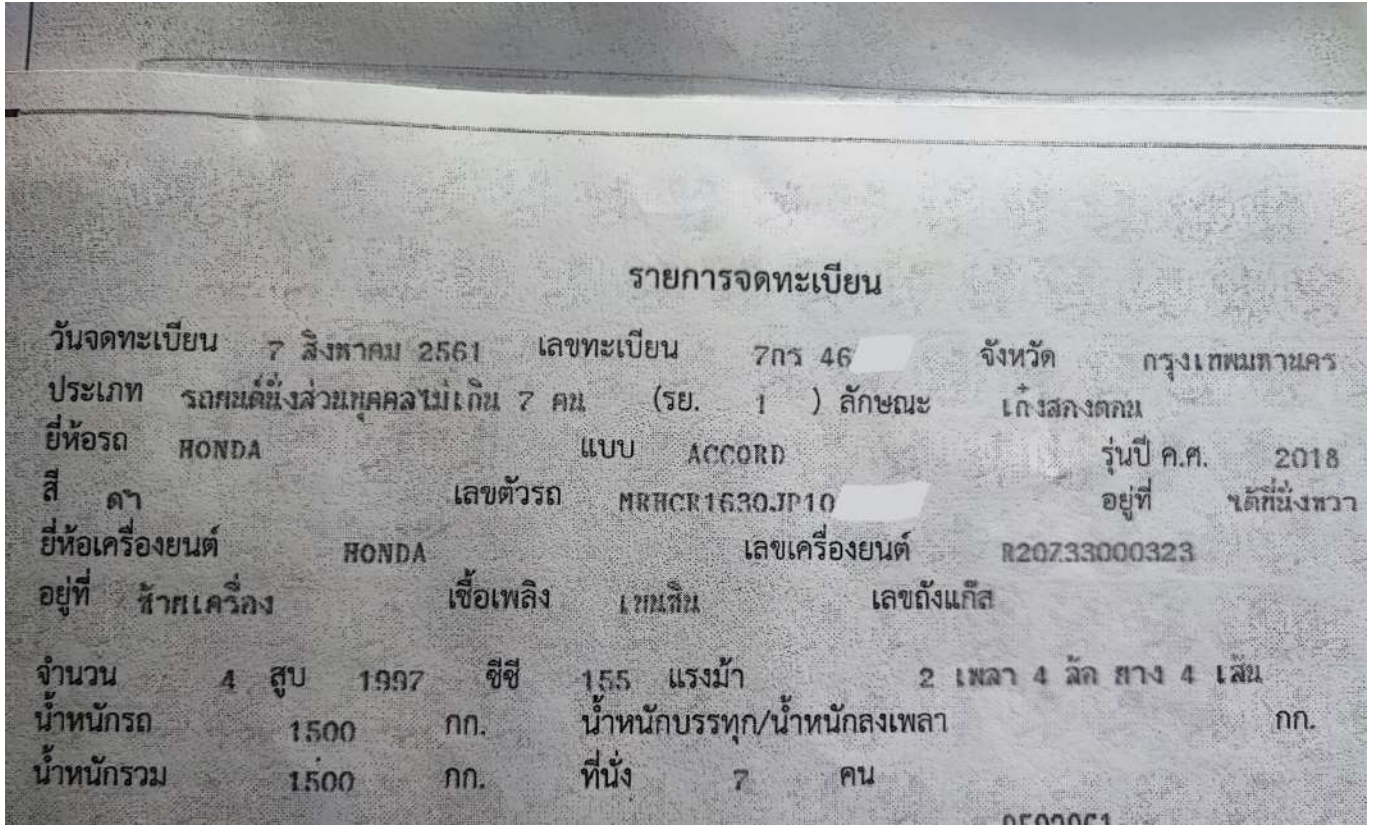 รายการจดทะเบียน
วันจดทะเบียน 7 สิงหาคม 2561 เลขทะเบียน 7กร 46 จังหวัด กรุงเทพมหานคร
ประเภท รถยนต์นั่งส่วนบุคคลไม่เกิน 7 คน (รย. 1 ) ลักษณะ เก๋งสองตอน
ยี่ห้อรถ HONDA แบบ ACCORD รุ่นปี ค.ศ. 2018
สี ดำ เลขตัวรถ MRHCR1630JP10 อยู่ที่ ใต้ที่นั่งขวา
ยี่ห้อเครื่องยนต์ HONDA เลขเครื่องยนต์ R20Z33000323
อยู่ที่ ซ้ายเครื่อง เชื้อเพลิง เบนซิน เลขถังแก๊ส
จำนวน 4 สูบ 1997 ซีซี 155 แรงม้า 2 เพลา 4 ล้อ ยาง 4 เส้น
น้ำหนักรถ 1500 กก. น้ำหนักบรรทุก/น้ำหนักลงเพลา กก.
น้ำหนักรวม 1500 กก. ที่นั่ง 7 คน